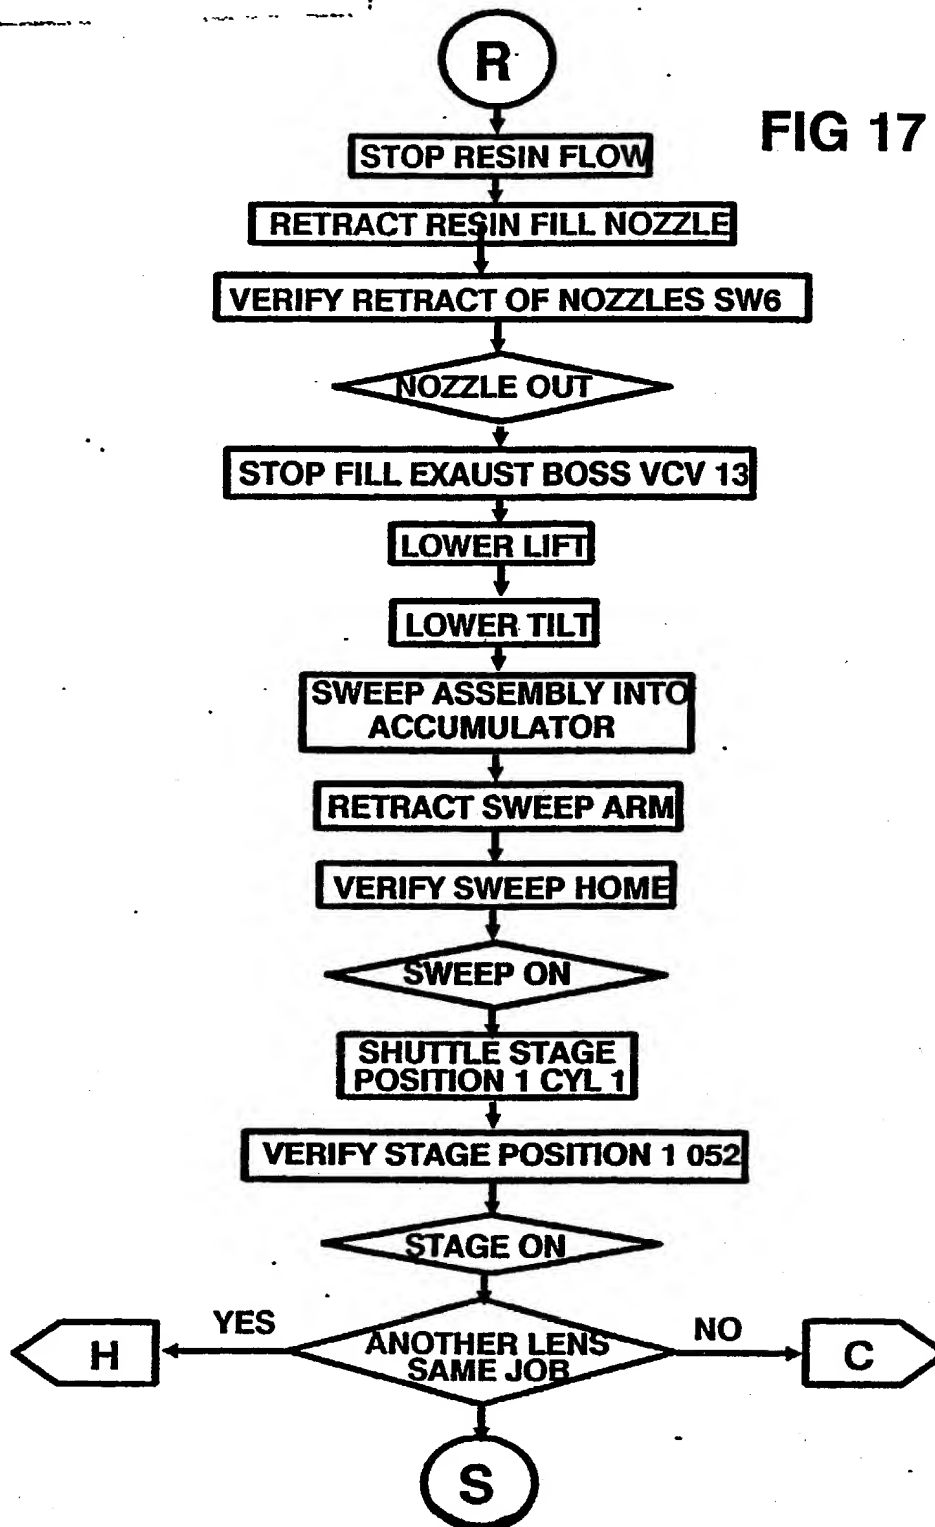 R
FIG 17
STOP RESIN FLOW
RETRACT RESIN FILL NOZZLE
VERIFY RETRACT OF NOZZLES SW6
NOZZLE OUT
STOP FILL EXAUST BOSS VCV 13
LOWER LIFT
LOWER TILT
SWEEP ASSEMBLY INTO
ACCUMULATOR
RETRACT SWEEP ARM
VERIFY SWEEP HOME
SWEEP ON
SHUTTLE STAGE
POSITION 1 CYL 1
VERIFY STAGE POSITION 1 052
STAGE ON
H
YES
ANOTHER LENS
SAME JOB
NO
C
S